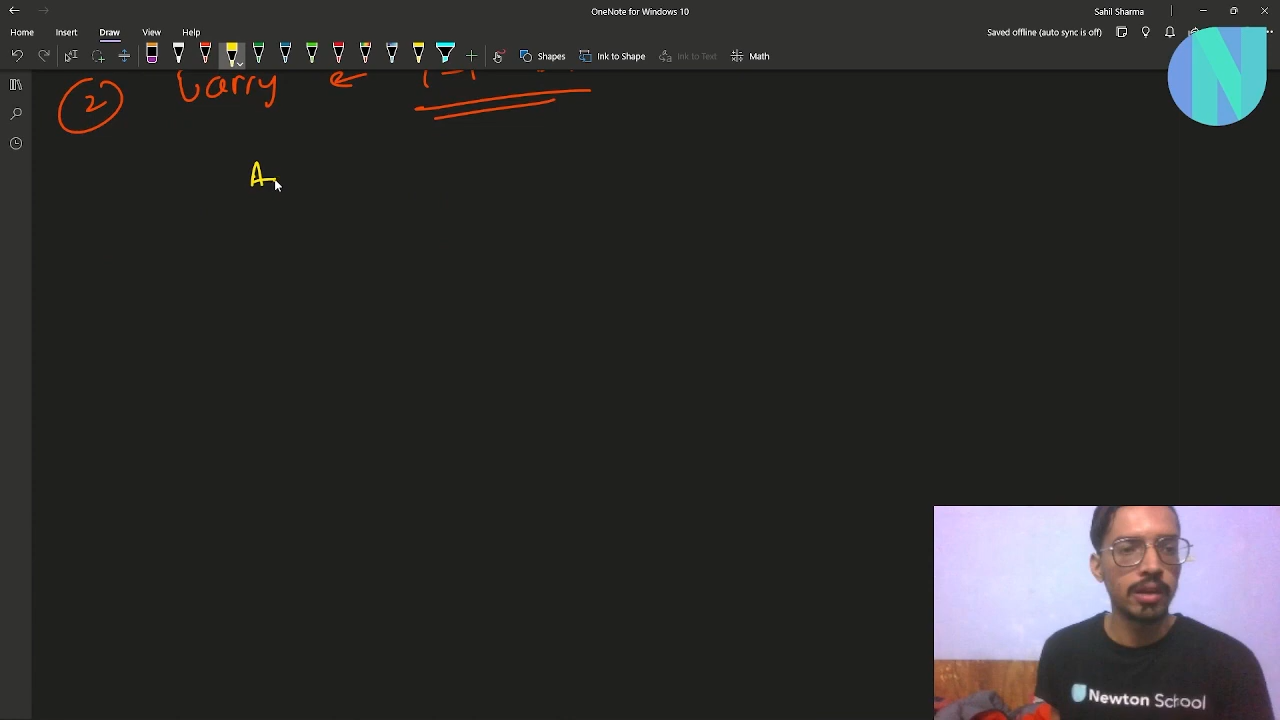 OneNote for Windows 10
Sahil Sharma
Home Insert Draw View Help
Saved offline (auto sync is off)
Shapes Ink to Shape Ink to Text Math
2 Carry ←
A
Newton School